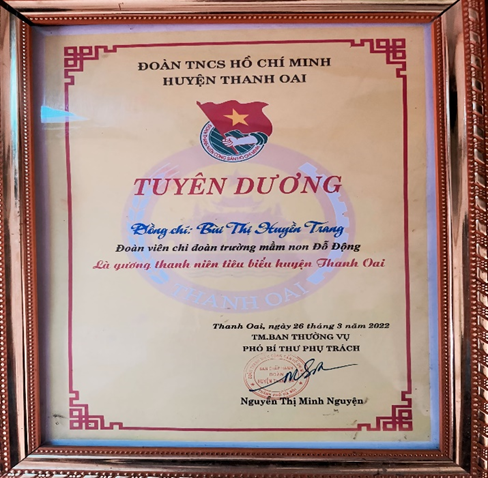 ĐOÀN TNCS HỒ CHÍ MINH
HUYỆN THANH OAI
TUYÊN DƯƠNG
Đồng chí: Bùi Thị Huyền Trang
Đoàn viên chi đoàn trường mầm non Đỗ Động
Là gương thanh niên tiêu biểu huyện Thanh Oai
THANH OAI
Thanh Oai, ngày 26 tháng 3 năm 2022
TM.BAN THƯỜNG VỤ
PHÓ BÍ THƯ PHỤ TRÁCH
Nguyễn Thị Minh Nguyện